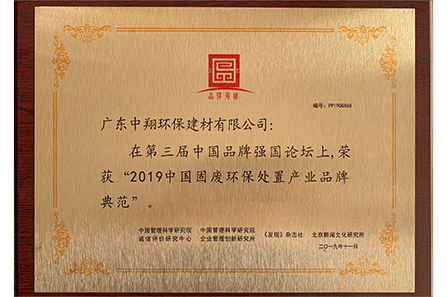 品牌强国
编号：PP1900868
广东中翔环保建材有限公司：
在第三届中国品牌强国论坛上，荣
获“2019中国固废环保处置产业品牌
典范”。
中国管理科学研究院 中国管理科学研究院 《发现》杂志社 北京新闻文化研究所
诚信评价研究中心 企业管理创新研究所
二〇一九年十一月